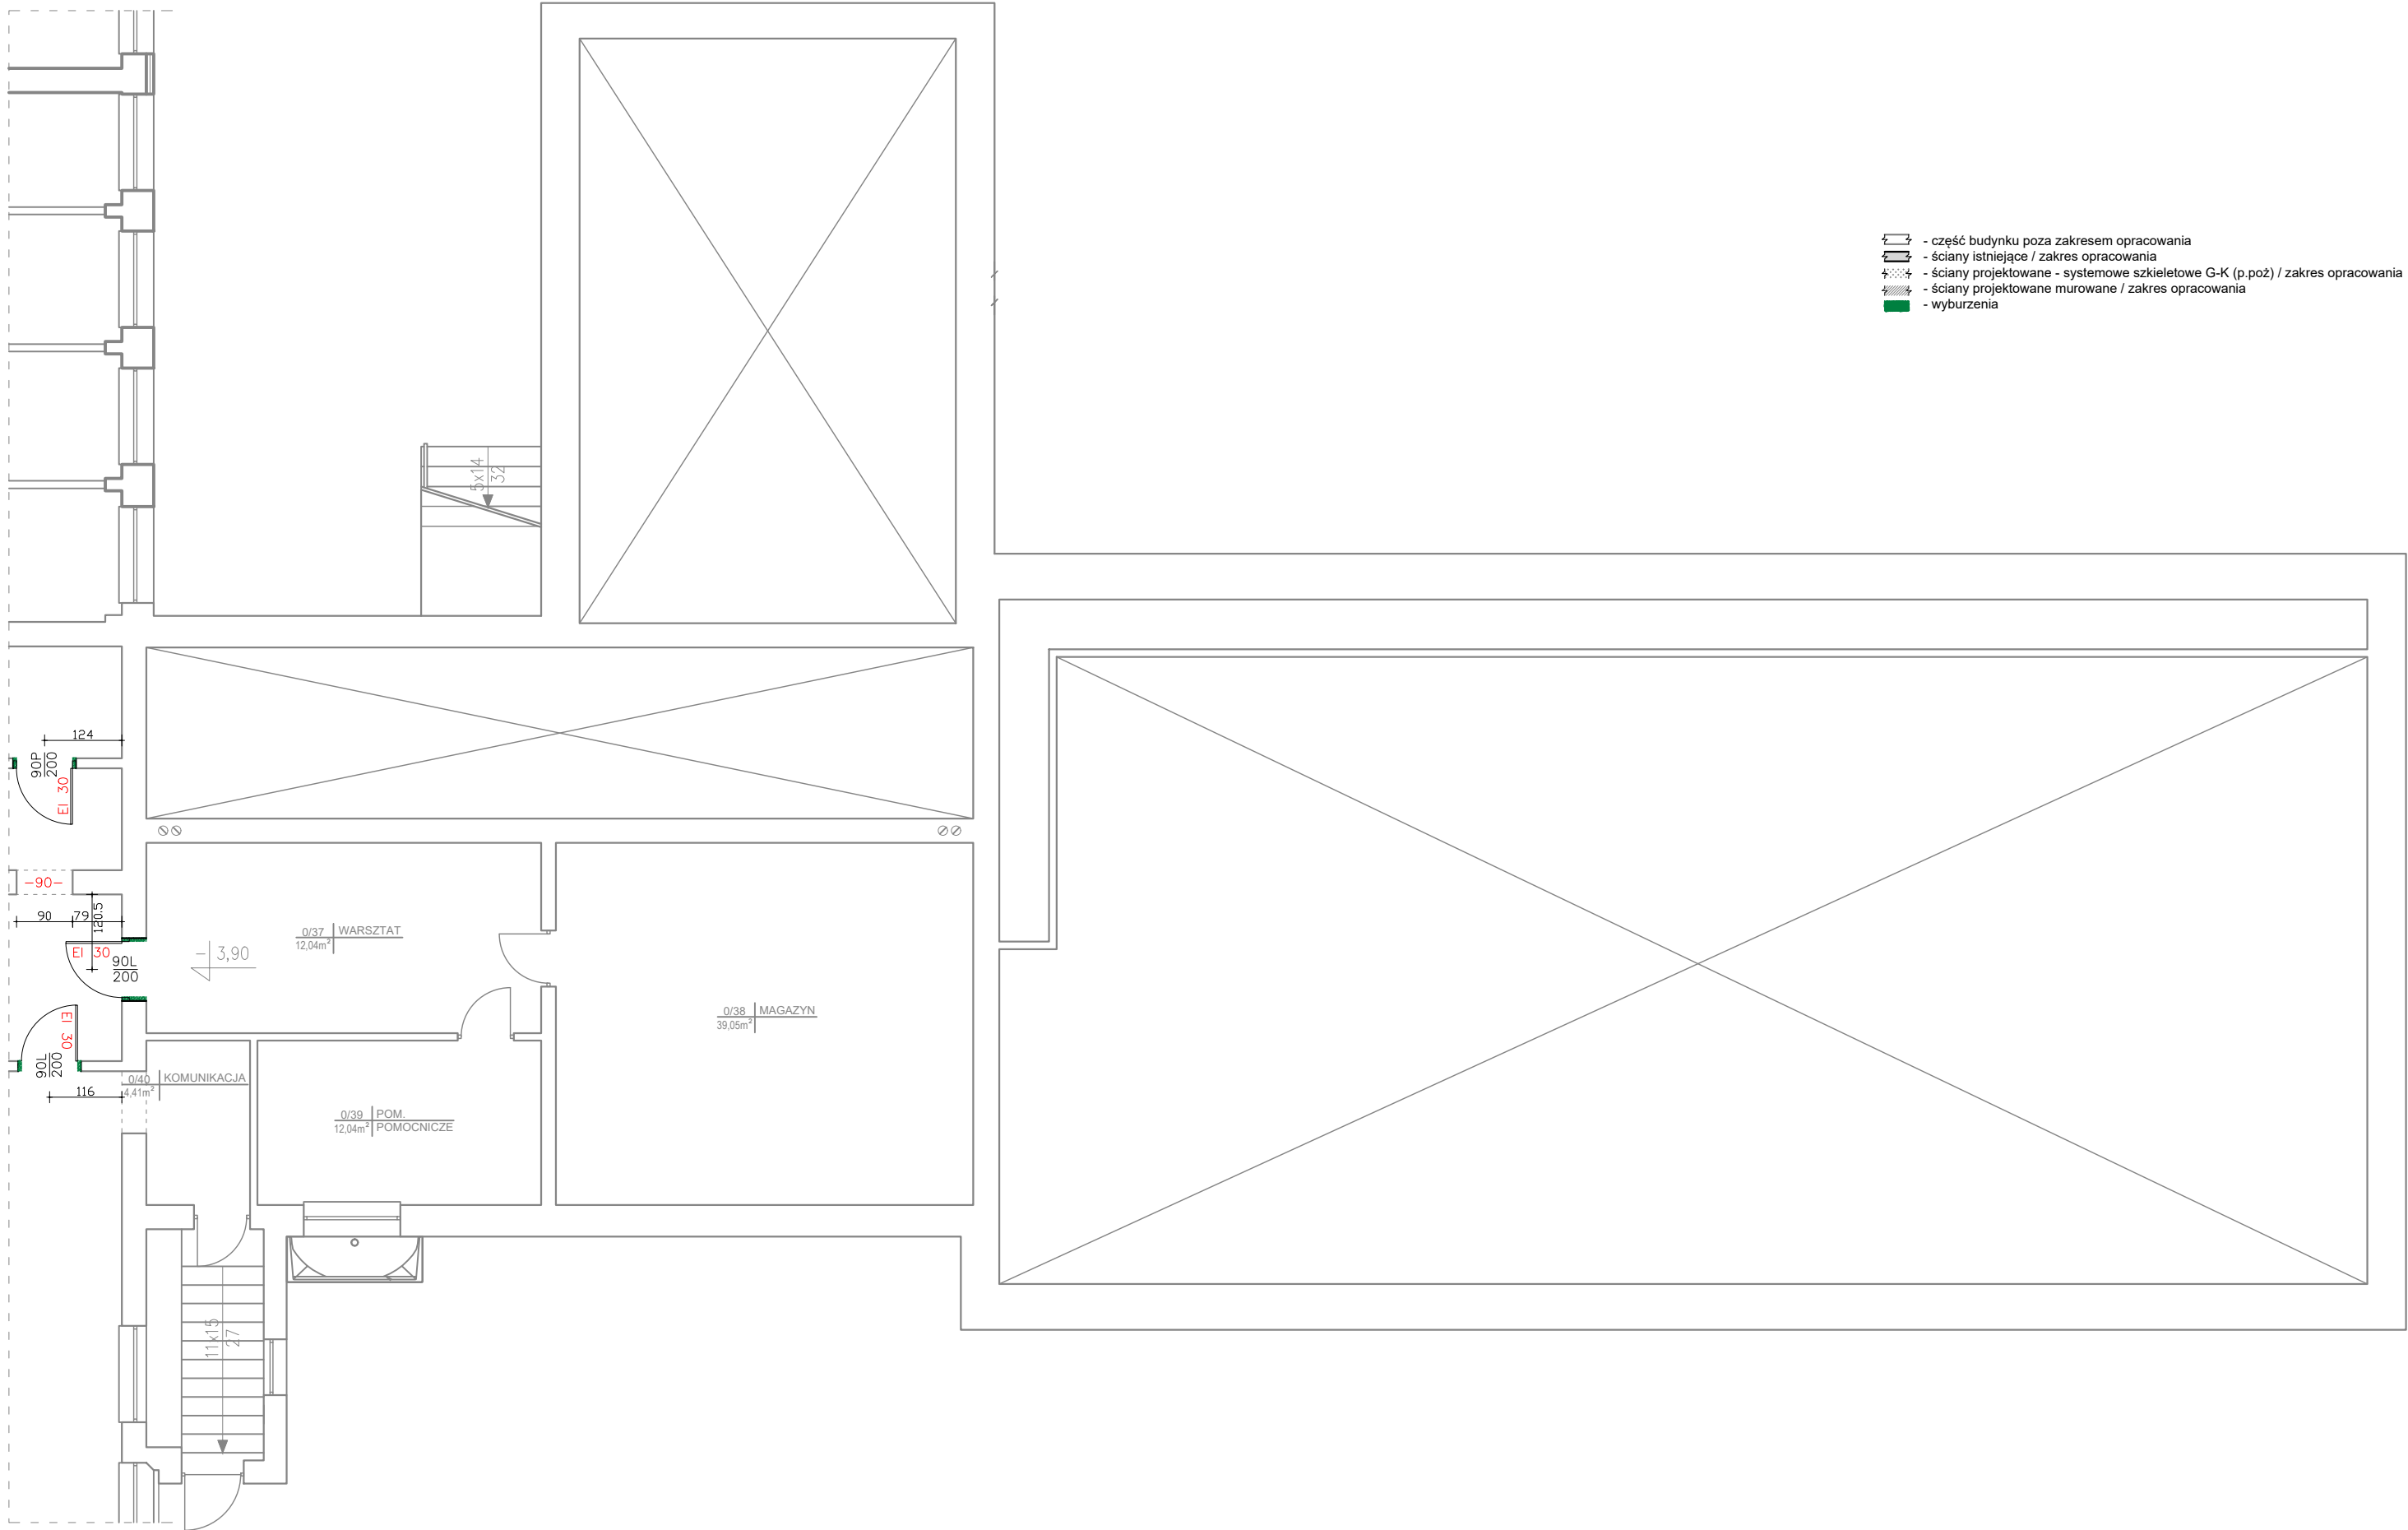 - część budynku poza zakresem opracowania
- ściany istniejące / zakres opracowania
- ściany projektowane - systemowe szkieletowe G-K (p.poż) / zakres opracowania
- ściany projektowane murowane / zakres opracowania
- wyburzenia
5x14
32
124
90P
200
EI 30
-90-
90
79
120.5
EI 30
90L
200
- 3,90
0/37 WARSZTAT
12,04m²
0/38 MAGAZYN
39,05m²
EI 30
90L
200
116
0/40 KOMUNIKACJA
4,41m²
0/39 POM.
12,04m² POMOCNICZE
11x15
27